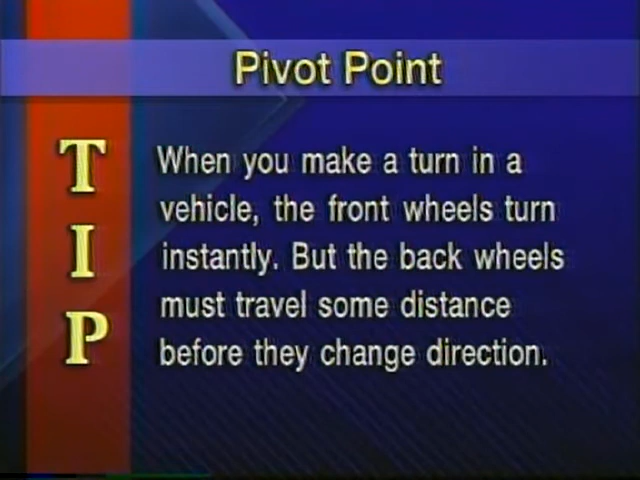 Pivot Point
TIP
When you make a turn in a
vehicle, the front wheels turn
instantly. But the back wheels
must travel some distance
before they change direction.